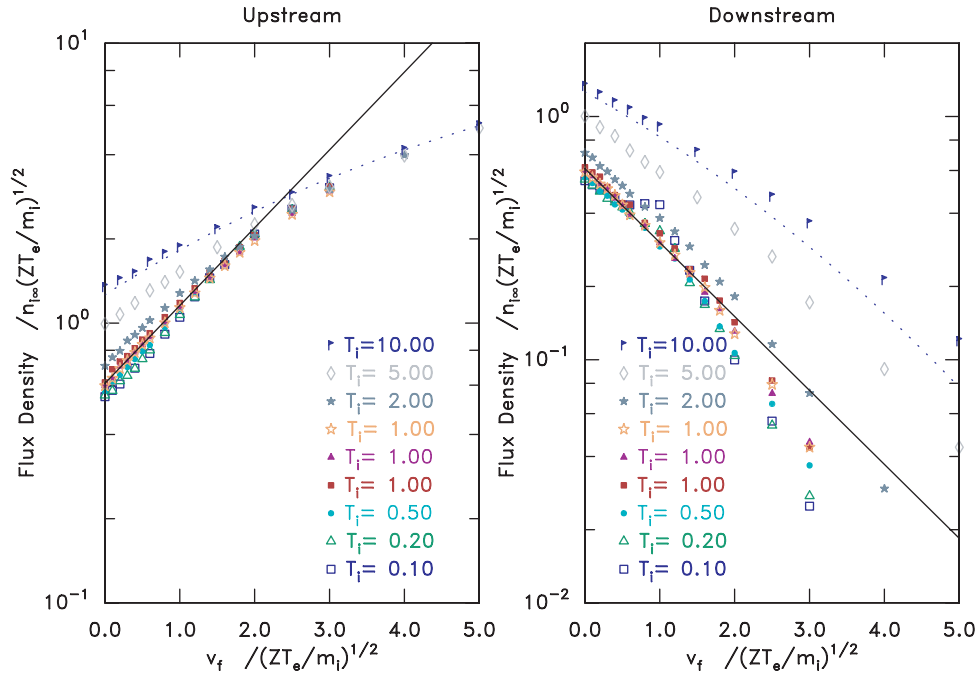 Upstream
10^1
10^0
10^-1
Flux Density /n_i∞(ZT_e/m_i)^1/2
T_i=10.00
T_i= 5.00
T_i= 2.00
T_i= 1.00
T_i= 1.00
T_i= 1.00
T_i= 0.50
T_i= 0.20
T_i= 0.10
0.0 1.0 2.0 3.0 4.0 5.0
v_f /(ZT_e/m_i)^1/2
Downstream
10^0
10^-1
10^-2
Flux Density /n_i∞(ZT_e/m_i)^1/2
T_i=10.00
T_i= 5.00
T_i= 2.00
T_i= 1.00
T_i= 1.00
T_i= 1.00
T_i= 0.50
T_i= 0.20
T_i= 0.10
0.0 1.0 2.0 3.0 4.0 5.0
v_f /(ZT_e/m_i)^1/2